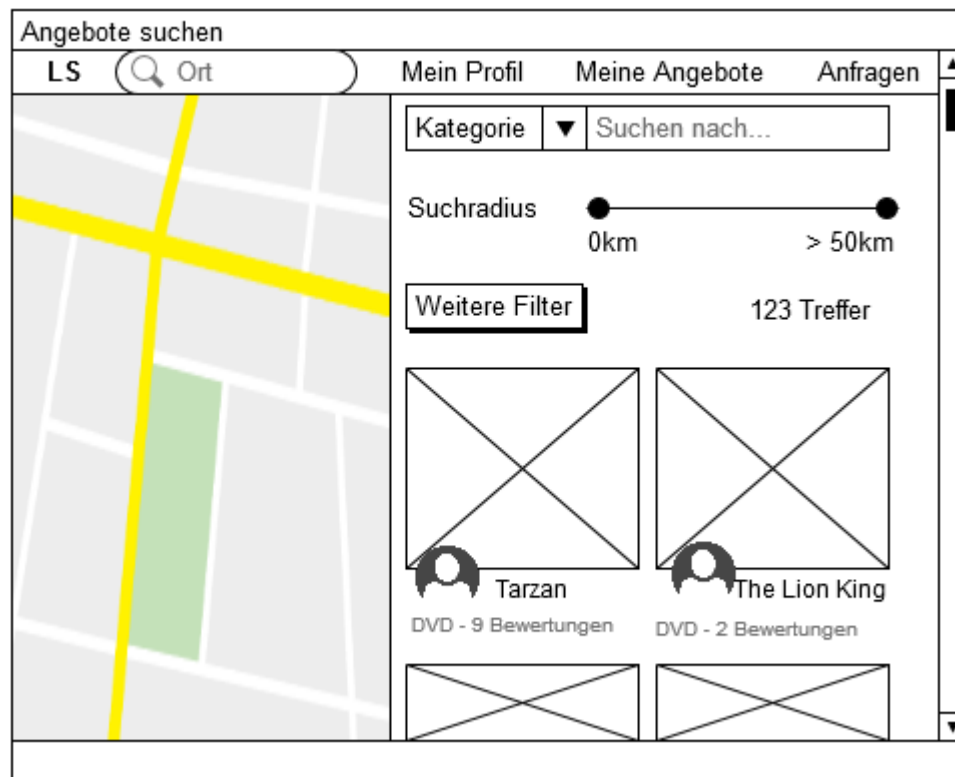 Angebote suchen
LS Ort Mein Profil Meine Angebote Anfragen
Kategorie Suchen nach...
Suchradius
0km > 50km
Weitere Filter 123 Treffer
Tarzan The Lion King
DVD - 9 Bewertungen DVD - 2 Bewertungen